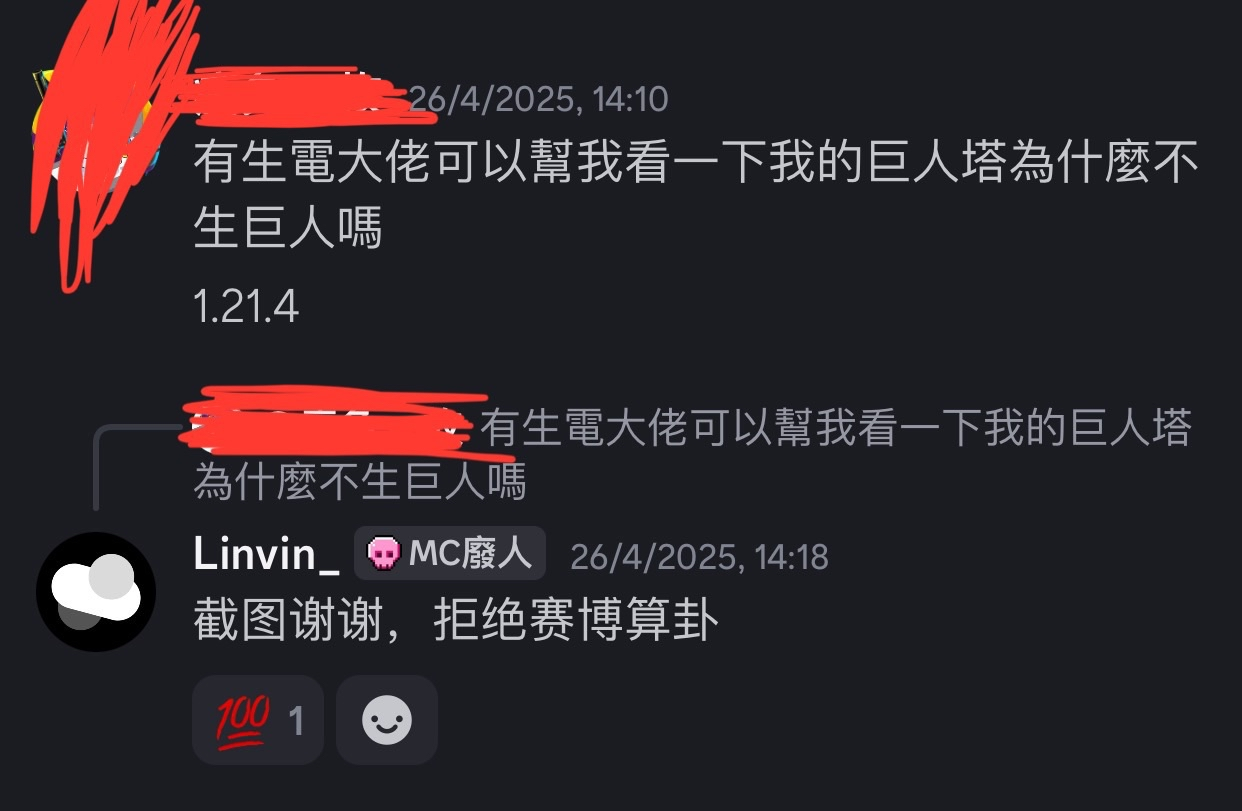 26/4/2025, 14:10
有生電大佬可以幫我看一下我的巨人塔為什麼不
生巨人嗎
1.21.4
有生電大佬可以幫我看一下我的巨人塔
為什麼不生巨人嗎
Linvin_ MC廢人 26/4/2025, 14:18
截图谢谢，拒绝赛博算卦
💯 1